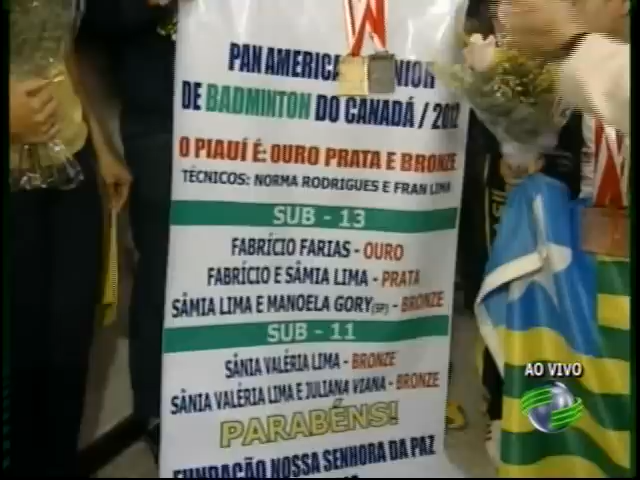 PAN AMERICA NIOR
DE BADMINTON DO CANADÁ / 2012
O PIAUÍ É: OURO PRATA E BRONZE
TÉCNICOS: NORMA RODRIGUES E FRAN LIMA
SUB - 13
FABRÍCIO FARIAS - OURO
FABRÍCIO E SÂMIA LIMA - PRATA
SÂMIA LIMA E MANOELA GORY(SP) - BRONZE
SUB - 11
SÂNIA VALÉRIA LIMA - BRONZE
SÂNIA VALÉRIA LIMA E JULIANA VIANA - BRONZE
PARABÉNS!
FUNDAÇÃO NOSSA SENHORA DA PAZ
AO VIVO